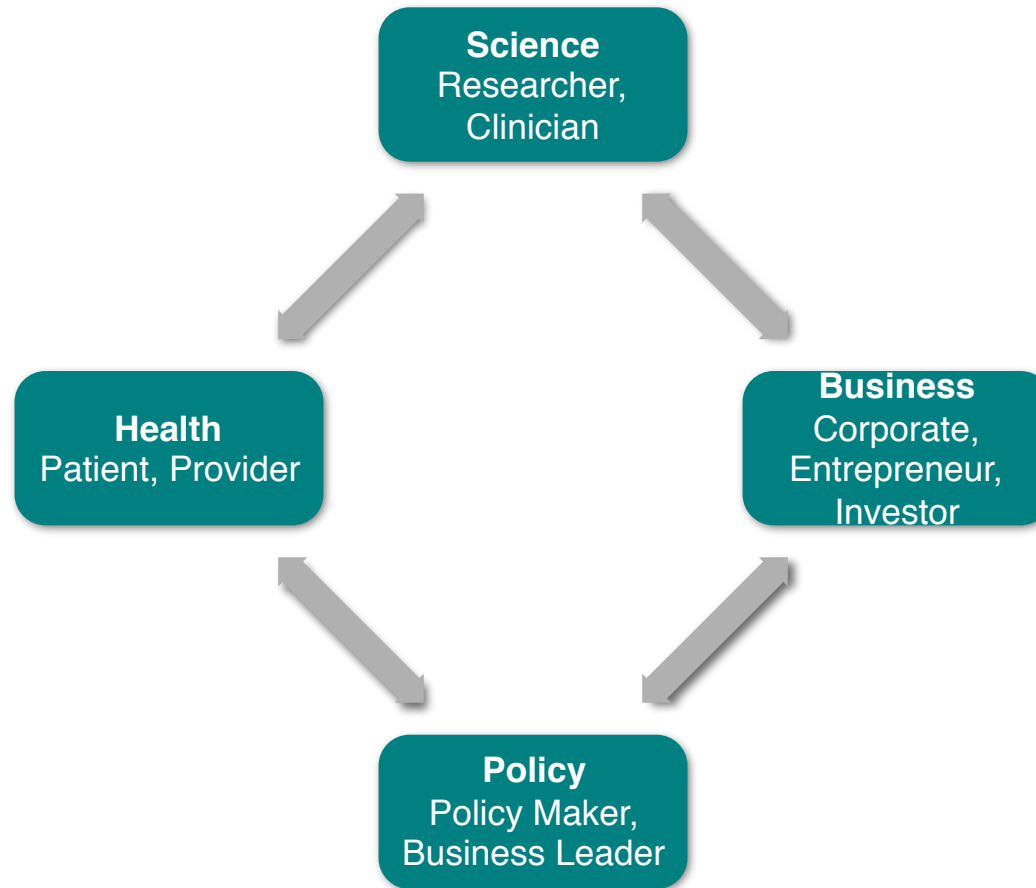 Science
Researcher,
Clinician
Health
Patient, Provider
Business
Corporate,
Entrepreneur,
Investor
Policy
Policy Maker,
Business Leader